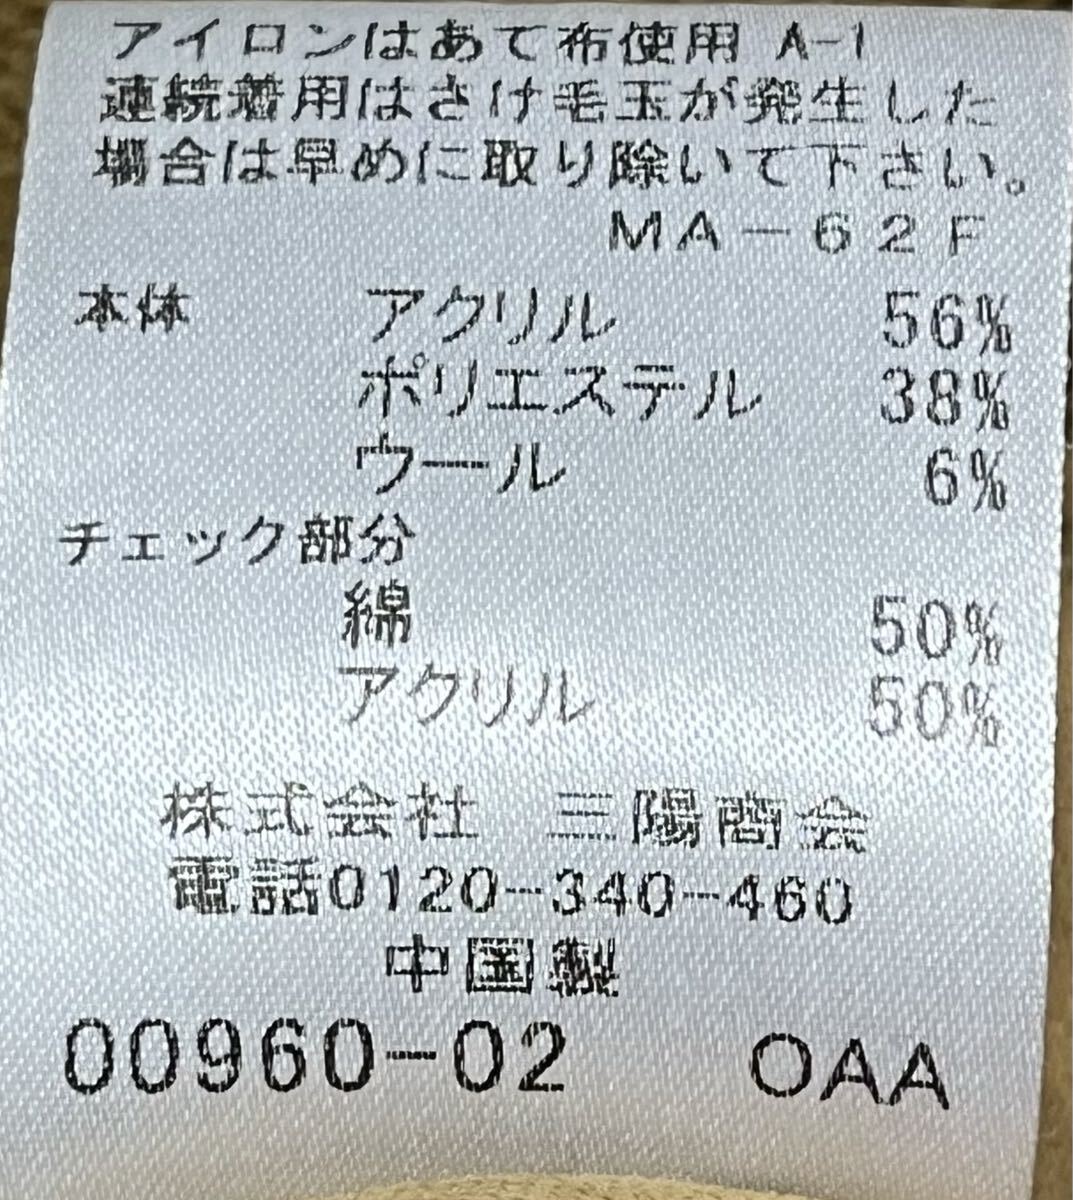 アイロンはあて布使用 A-1
連続着用はさけ毛玉が発生した
場合は早めに取り除いて下さい。
MA-62F
本体 アクリル 56%
ポリエステル 38%
ウール 6%
チェック部分
綿 50%
アクリル 50%
株式会社 三陽商会
電話0120-340-460
中国製
00960-02 OAA